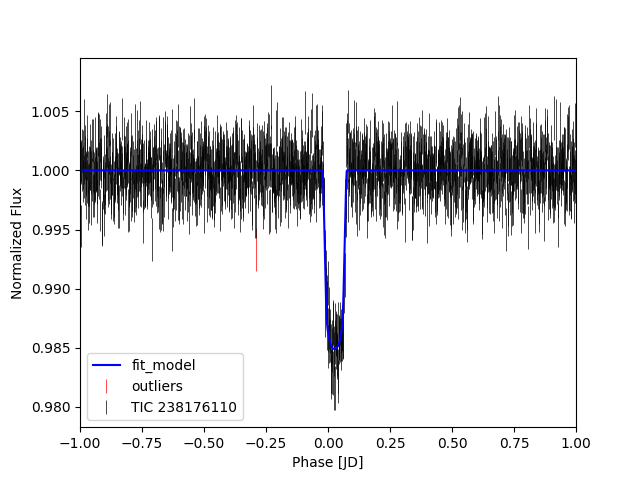 1.005
1.000
0.995
0.990
0.985
0.980
Normalized Flux
fit_model
outliers
TIC 238176110
−1.00 −0.75 −0.50 −0.25 0.00 0.25 0.50 0.75 1.00
Phase [JD]